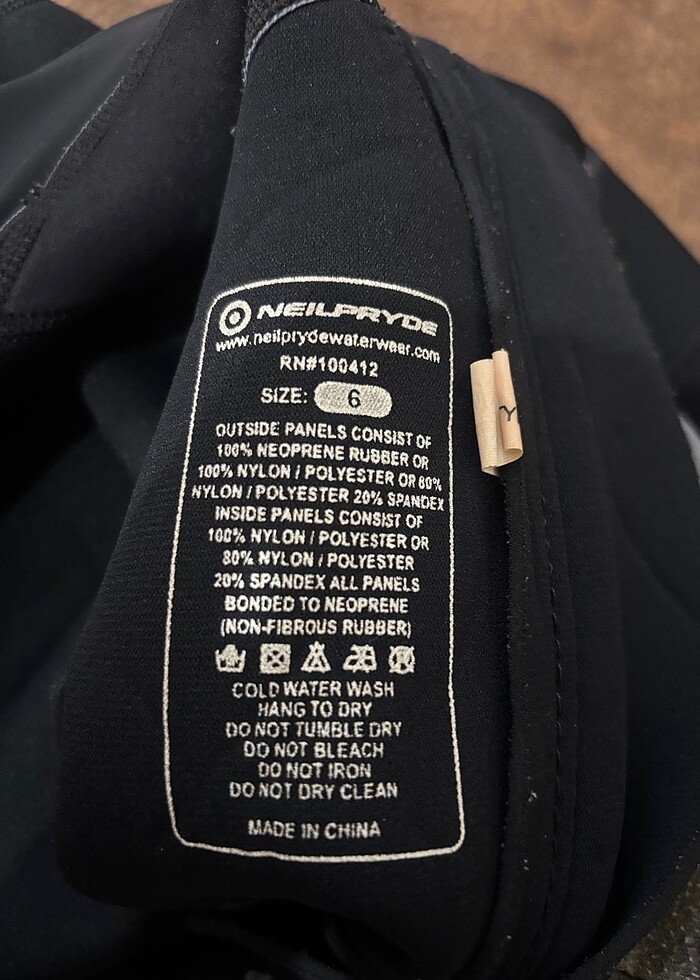 NEILPRYDE
www.neilprydewaterwear.com
RN#100412
SIZE: 6
OUTSIDE PANELS CONSIST OF
100% NEOPRENE RUBBER OR
100% NYLON / POLYESTER OR 80%
NYLON / POLYESTER 20% SPANDEX
INSIDE PANELS CONSIST OF
100% NYLON / POLYESTER OR
80% NYLON / POLYESTER
20% SPANDEX ALL PANELS
BONDED TO NEOPRENE
(NON-FIBROUS RUBBER)
COLD WATER WASH
HANG TO DRY
DO NOT TUMBLE DRY
DO NOT BLEACH
DO NOT IRON
DO NOT DRY CLEAN
MADE IN CHINA
Y